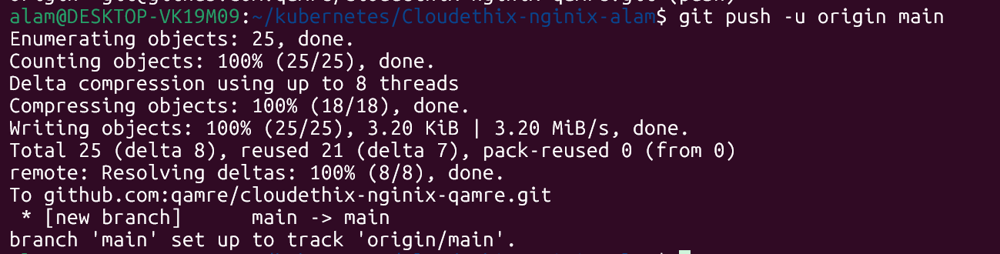 alam@DESKTOP-VK19M09:~/kubernetes/Cloudethix-nginix-alam$ git push -u origin main
Enumerating objects: 25, done.
Counting objects: 100% (25/25), done.
Delta compression using up to 8 threads
Compressing objects: 100% (18/18), done.
Writing objects: 100% (25/25), 3.20 KiB | 3.20 MiB/s, done.
Total 25 (delta 8), reused 21 (delta 7), pack-reused 0 (from 0)
remote: Resolving deltas: 100% (8/8), done.
To github.com:qamre/cloudethix-nginix-qamre.git
 * [new branch]      main -> main
branch 'main' set up to track 'origin/main'.